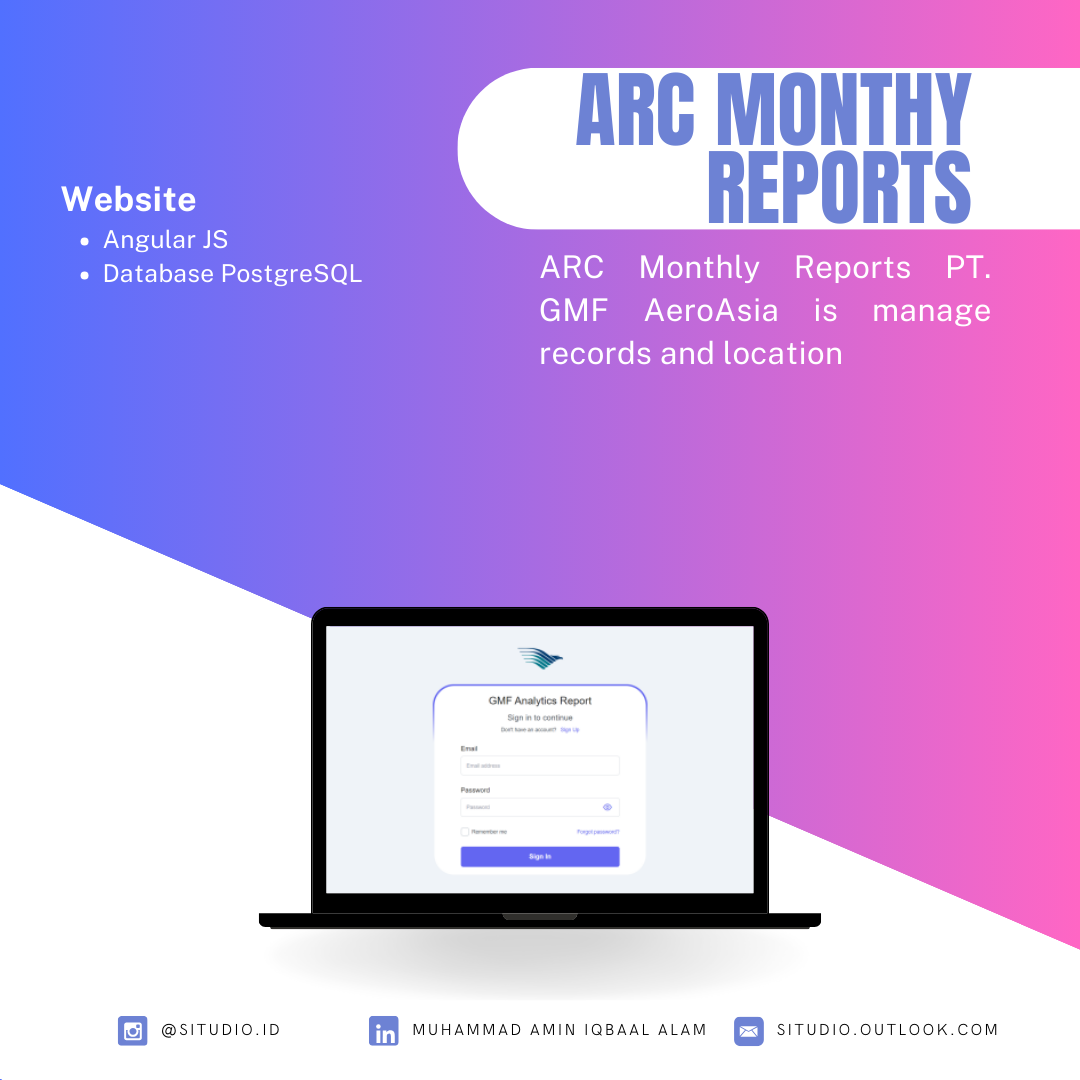 ARC MONTHY
REPORTS
Website
Angular JS
Database PostgreSQL
ARC Monthly Reports PT.
GMF AeroAsia is manage
records and location
GMF Analytics Report
Sign in to continue
Don't have an account? Sign Up
Email
Email address
Password
Password
Remember me Forgot password?
Sign In
@SITUDIO.ID MUHAMMAD AMIN IQBAAL ALAM SITUDIO.OUTLOOK.COM